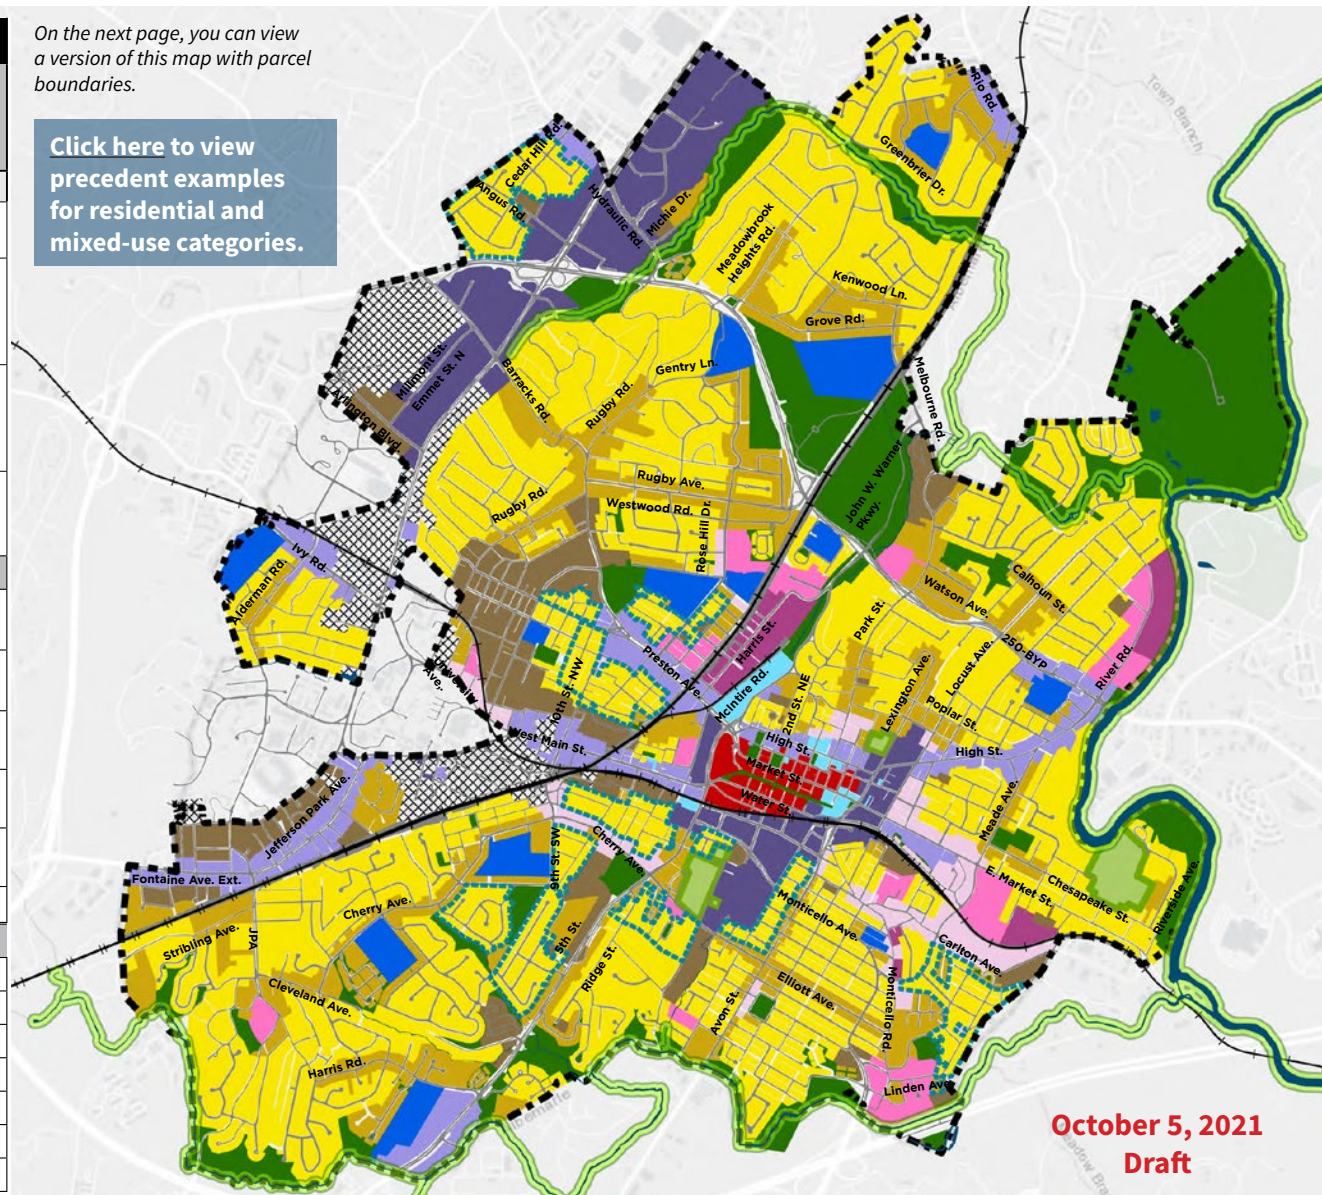 On the next page, you can view
a version of this map with parcel
boundaries.
Click here to view
precedent examples
for residential and
mixed-use categories.
Town Branch
Rio Rd.
Greenbrier Dr.
Cedar Hill Rd.
Angus Rd.
Hydraulic Rd.
Michie Dr.
Meadowbrook
Heights Rd.
Kenwood Ln.
Grove Rd.
Millmont St.
Emmet St. N
Barracks Rd.
Gentry Ln.
Rugby Rd.
Arlington Blvd
Melbourne Rd.
John W. Warner
Pkwy.
Rugby Ave.
Rugby Rd.
Westwood Rd.
Rose Hill Dr.
Ivy Rd.
Alderman Rd.
Calhoun St.
Watson Ave.
Park St.
Harris St.
250-BYP
River Rd.
Locust Ave.
Preston Ave.
University
Ave.
10th St. NW
McIntire Rd.
2nd St. NE
Lexington Ave.
Poplar St.
West Main St.
High St.
High St.
Market St.
Water St.
Meade Ave.
Jefferson Park Ave.
Cherry Ave.
9th St. SW
E. Market St.
Chesapeake St.
Riverside Ave.
Fontaine Ave. Ext.
Cherry Ave.
Monticello Ave.
Stribling Ave.
JPA
5th St.
Ridge St.
Carlton Ave.
Cleveland Ave.
Elliott Ave.
Avon St.
Monticello Rd.
Harris Rd.
Linden Ave
October 5, 2021
Draft